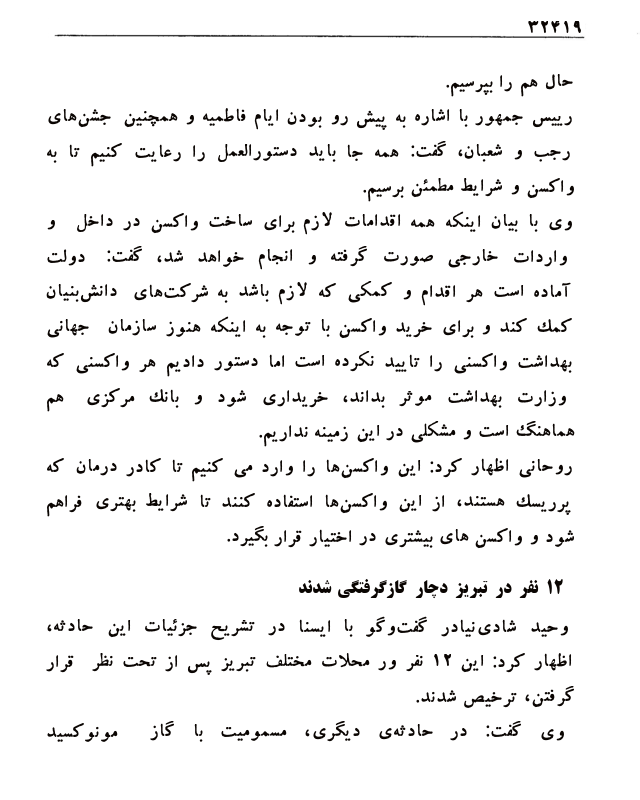 ۳۲۴۱۹
حال هم را بپرسیم.
رییس جمهور با اشاره به پیش رو بودن ایام فاطمیه و همچنین جشن‌های
رجب و شعبان، گفت: همه جا باید دستورالعمل را رعایت کنیم تا به
واکسن و شرایط مطمئن برسیم.
وی با بیان اینکه همه اقدامات لازم برای ساخت واکسن در داخل و
واردات خارجی صورت گرفته و انجام خواهد شد، گفت: دولت
آماده است هر اقدام و کمکی که لازم باشد به شرکت‌های دانش‌بنیان
کمک کند و برای خرید واکسن با توجه به اینکه هنوز سازمان جهانی
بهداشت واکسنی را تایید نکرده است اما دستور دادیم هر واکسنی که
وزارت بهداشت موثر بداند، خریداری شود و بانک مرکزی هم
هماهنگ است و مشکلی در این زمینه نداریم.
روحانی اظهار کرد: این واکسن‌ها را وارد می کنیم تا کادر درمان که
پرریسک هستند، از این واکسن‌ها استفاده کنند تا شرایط بهتری فراهم
شود و واکسن های بیشتری در اختیار قرار بگیرد.
۱۲ نفر در تبریز دچار گازگرفتگی شدند
وحید شادی‌نیادر گفت‌وگو با ایسنا در تشریح جزئیات این حادثه،
اظهار کرد: این ۱۲ نفر ور محلات مختلف تبریز پس از تحت نظر قرار
گرفتن، ترخیص شدند.
وی گفت: در حادثه‌ی دیگری، مسمومیت با گاز مونوکسید